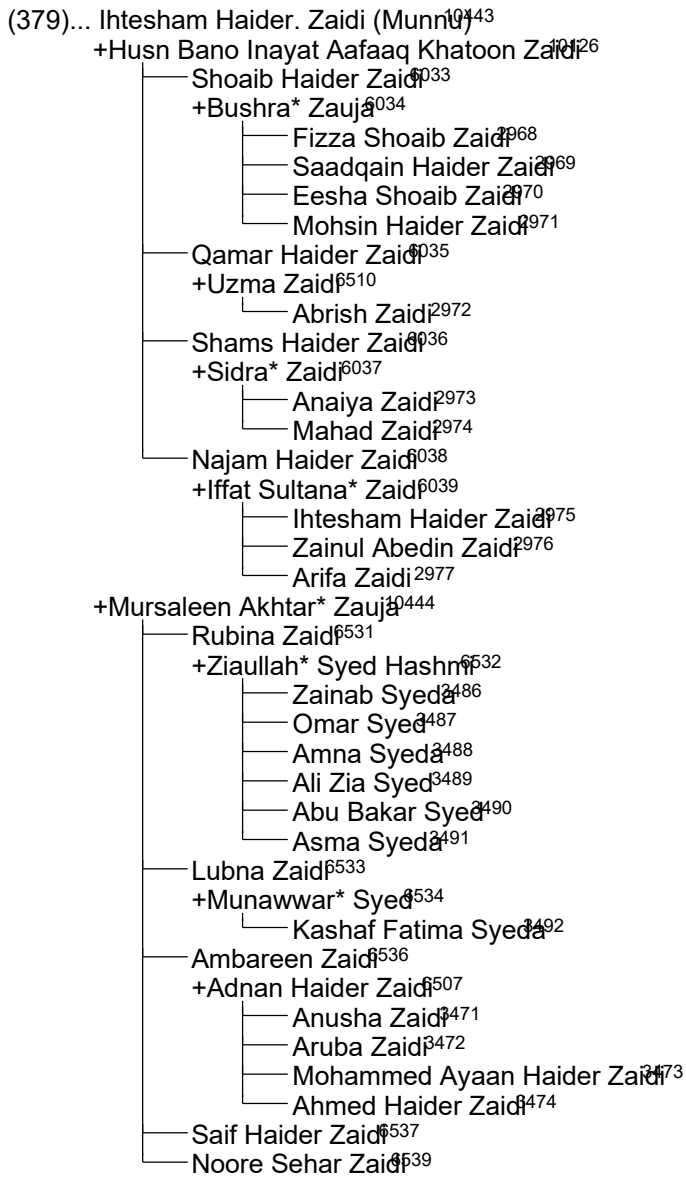 (379)... Ihtesham Haider. Zaidi (Munnu)10443
+Husn Bano Inayat Aafaaq Khatoon Zaidi10126
Shoaib Haider Zaidi6033
+Bushra* Zauja6034
Fizza Shoaib Zaidi2968
Saadqain Haider Zaidi2969
Eesha Shoaib Zaidi2970
Mohsin Haider Zaidi2971
Qamar Haider Zaidi6035
+Uzma Zaidi6510
Abrish Zaidi2972
Shams Haider Zaidi6036
+Sidra* Zaidi6037
Anaiya Zaidi2973
Mahad Zaidi2974
Najam Haider Zaidi6038
+Iffat Sultana* Zaidi6039
Ihtesham Haider Zaidi2975
Zainul Abedin Zaidi2976
Arifa Zaidi2977
+Mursaleen Akhtar* Zauja10444
Rubina Zaidi6531
+Ziaullah* Syed Hashmi6532
Zainab Syeda3486
Omar Syed3487
Amna Syeda3488
Ali Zia Syed3489
Abu Bakar Syed3490
Asma Syeda3491
Lubna Zaidi6533
+Munawwar* Syed6534
Kashaf Fatima Syeda3492
Ambareen Zaidi6536
+Adnan Haider Zaidi6507
Anusha Zaidi3471
Aruba Zaidi3472
Mohammed Ayaan Haider Zaidi3473
Ahmed Haider Zaidi3474
Saif Haider Zaidi6537
Noore Sehar Zaidi6539